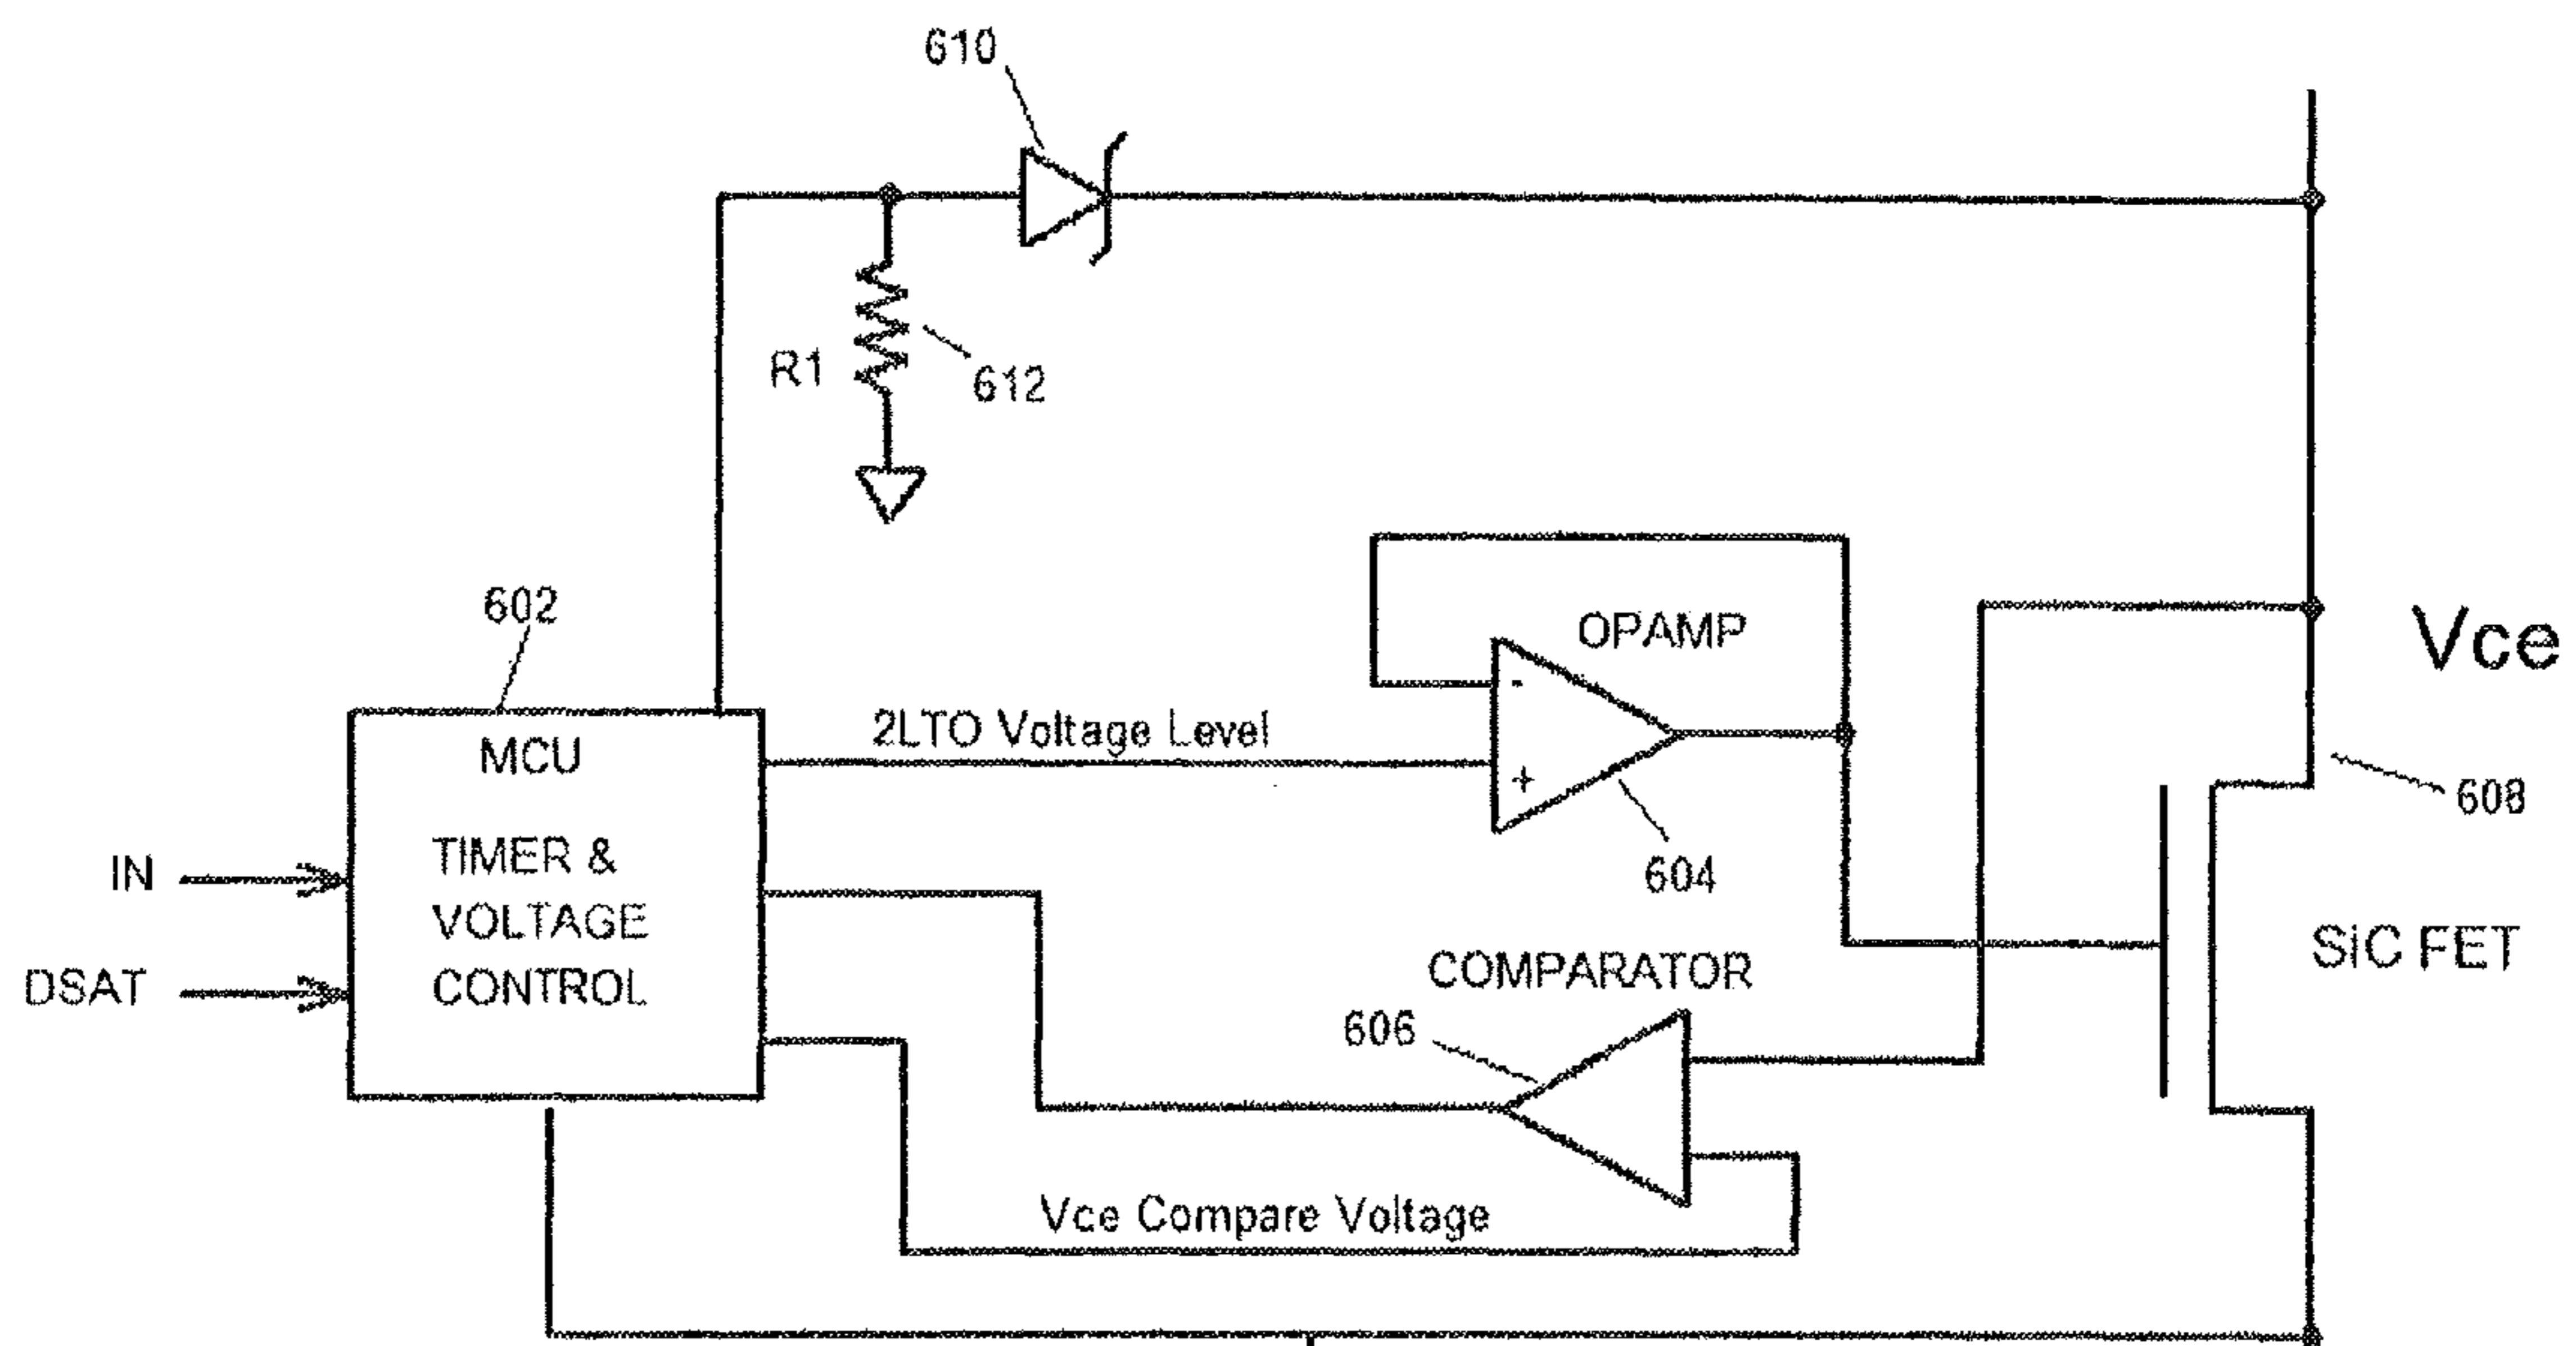 610
R1
612
602
OPAMP
Vce
-
2LTO Voltage Level
MCU
+
608
TIMER &
VOLTAGE
CONTROL
IN
604
SiC FET
DSAT
COMPARATOR
606
Vce Compare Voltage